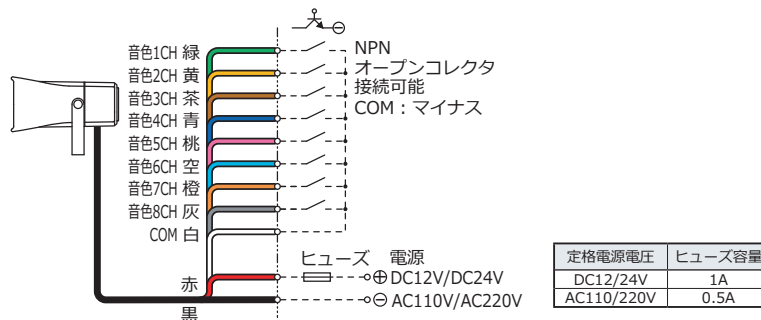 音色1CH 緑
音色2CH 黄
音色3CH 茶
音色4CH 青
音色5CH 桃
音色6CH 空
音色7CH 橙
音色8CH 灰
COM 白
赤
黒
NPN
オープンコレクタ
接続可能
COM：マイナス
ヒューズ 電源
⊕DC12V/DC24V
⊖AC110V/AC220V
定格電源電圧 ヒューズ容量
DC12/24V 1A
AC110/220V 0.5A